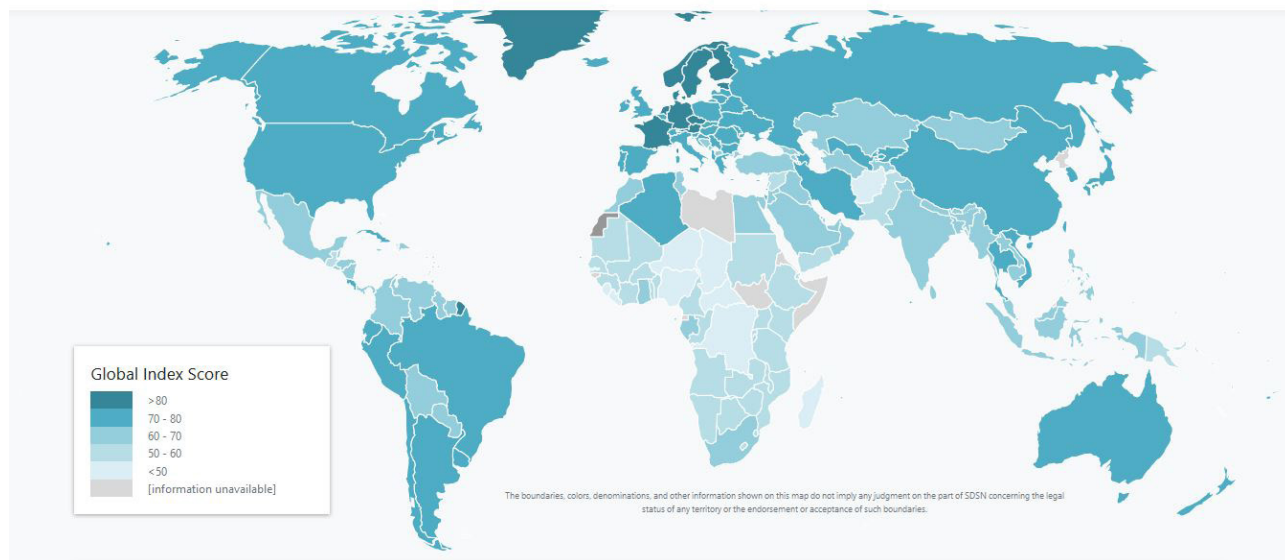 Global Index Score
>80
70 - 80
60 - 70
50 - 60
<50
[information unavailable]
The boundaries, colors, denominations, and other information shown on this map do not imply any judgment on the part of SDSN concerning the legal
status of any territory or the endorsement or acceptance of such boundaries.